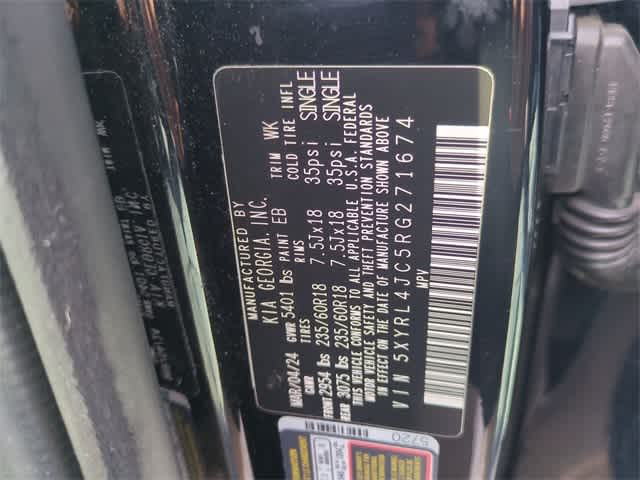 MANUFACTURED BY
KIA GEORGIA, INC.
MAR/04/24 PAINT EB TRIM WK
GVWR 5401 lbs
GAWR TIRES RIMS COLD TIRE INFL
FRONT 2954 lbs 235/60R18 7.5Jx18 35psi SINGLE
REAR 3075 lbs 235/60R18 7.5Jx18 35psi SINGLE
THIS VEHICLE CONFORMS TO ALL APPLICABLE U.S.A. FEDERAL
MOTOR VEHICLE SAFETY AND THEFT PREVENTION STANDARDS
IN EFFECT ON THE DATE OF MANUFACTURE SHOWN ABOVE
VIN 5XYRL4JC5RG271674
MPV
5720